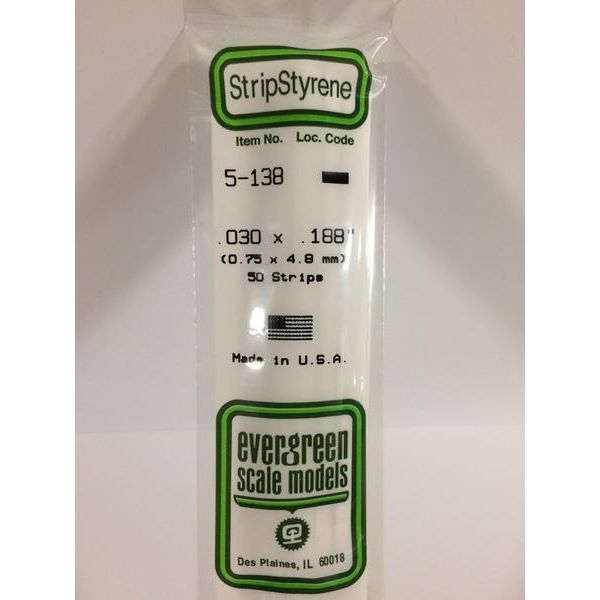 StripStyrene
Item No. Loc. Code
5-138
.030 x .188"
(0.75 x 4.8 mm)
50 Strips
Made in U.S.A.
evergreen
scale models
Des Plaines, IL 60018